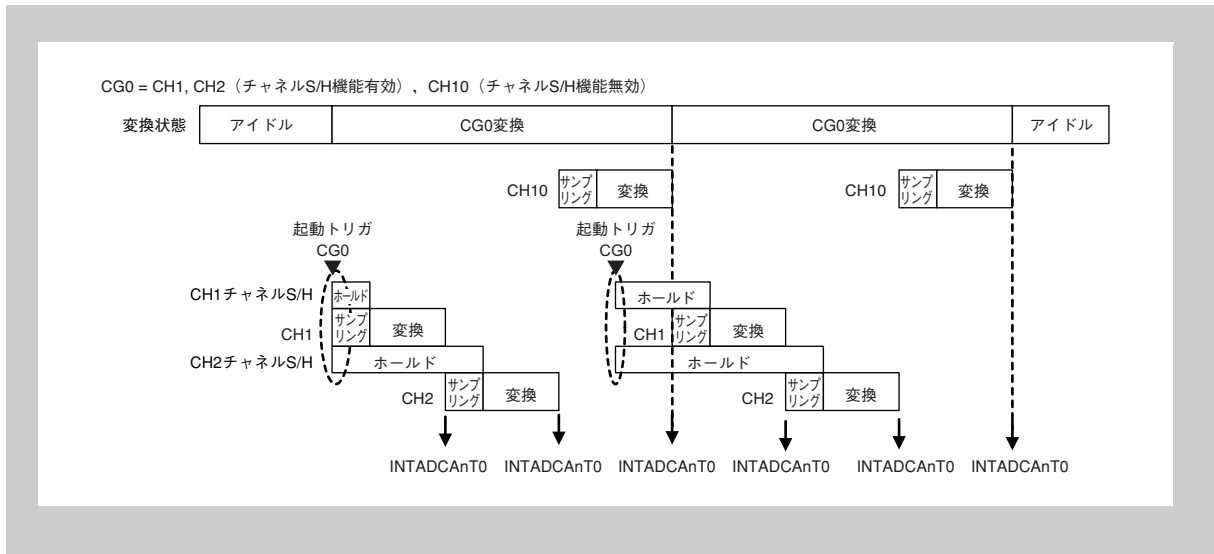 CG0 = CH1, CH2（チャネルS/H機能有効），CH10（チャネルS/H機能無効）
変換状態 アイドル CG0変換 CG0変換 アイドル
CH10 サンプリング 変換 CH10 サンプリング 変換
起動トリガ 起動トリガ
CG0 CG0
CH1チャネルS/H ホールド ホールド
CH1 サンプリング 変換 CH1 サンプリング 変換
CH2チャネルS/H ホールド ホールド
CH2 サンプリング 変換 CH2 サンプリング 変換
INTADCAnT0 INTADCAnT0 INTADCAnT0 INTADCAnT0 INTADCAnT0 INTADCAnT0